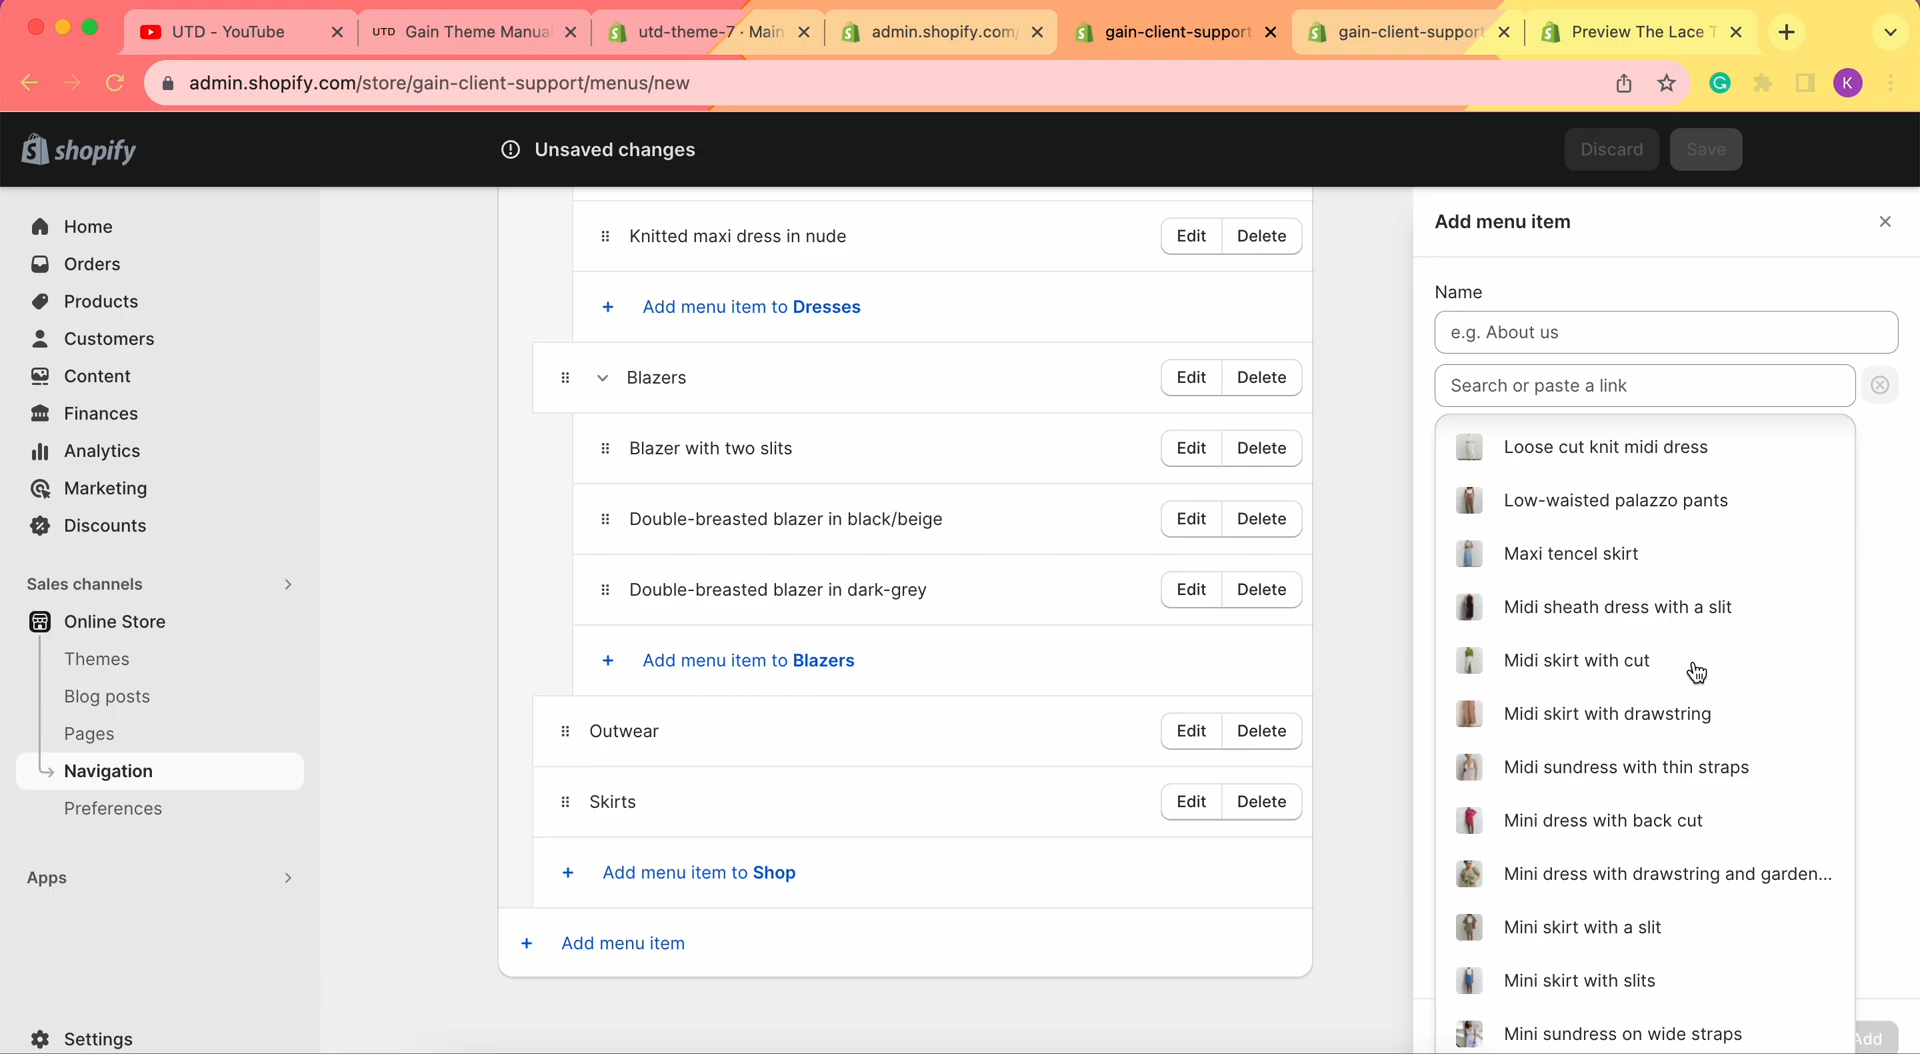 UTD - YouTube
UTD Gain Theme Manua
utd-theme-7 · Main
admin.shopify.com/
gain-client-support
gain-client-support
Preview The Lace T
admin.shopify.com/store/gain-client-support/menus/new
K
shopify
Unsaved changes
Discard
Save
Home
Orders
Products
Customers
Content
Finances
Analytics
Marketing
Discounts
Sales channels
Online Store
Themes
Blog posts
Pages
Navigation
Preferences
Apps
Settings
Knitted maxi dress in nude
Edit
Delete
+ Add menu item to Dresses
Blazers
Edit
Delete
Blazer with two slits
Edit
Delete
Double-breasted blazer in black/beige
Edit
Delete
Double-breasted blazer in dark-grey
Edit
Delete
+ Add menu item to Blazers
Outwear
Edit
Delete
Skirts
Edit
Delete
+ Add menu item to Shop
+ Add menu item
Add menu item
Name
e.g. About us
Search or paste a link
Loose cut knit midi dress
Low-waisted palazzo pants
Maxi tencel skirt
Midi sheath dress with a slit
Midi skirt with cut
Midi skirt with drawstring
Midi sundress with thin straps
Mini dress with back cut
Mini dress with drawstring and garden...
Mini skirt with a slit
Mini skirt with slits
Mini sundress on wide straps
Add